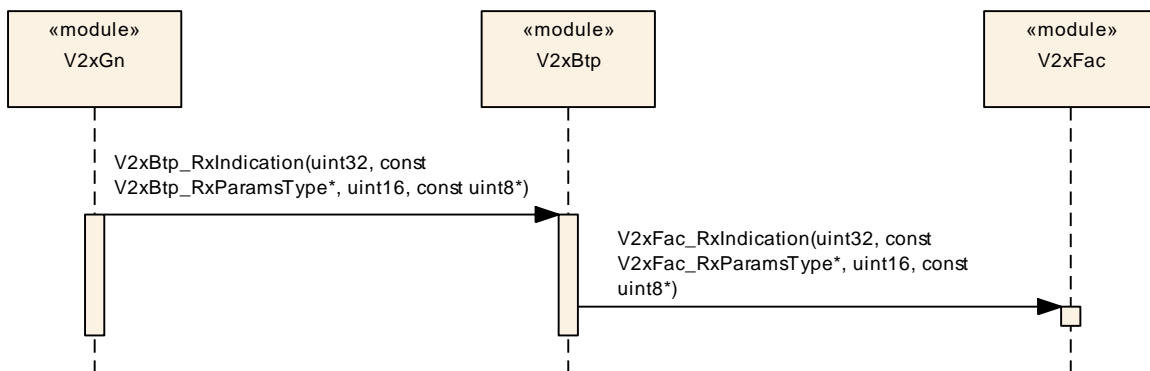 «module»
V2xGn
«module»
V2xBtp
«module»
V2xFac
V2xBtp_RxIndication(uint32, const
V2xBtp_RxParamsType*, uint16, const uint8*)
V2xFac_RxIndication(uint32, const
V2xFac_RxParamsType*, uint16, const
uint8*)